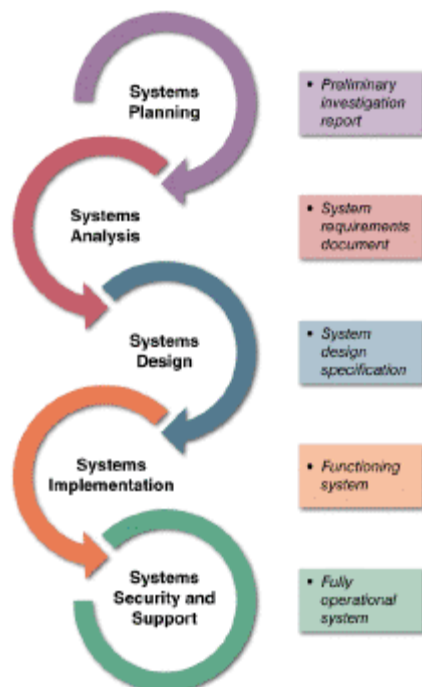 Systems
Planning
• Preliminary
investigation
report
Systems
Analysis
• System
requirements
document
Systems
Design
• System
design
specification
Systems
Implementation
• Functioning
system
Systems
Security and
Support
• Fully
operational
system